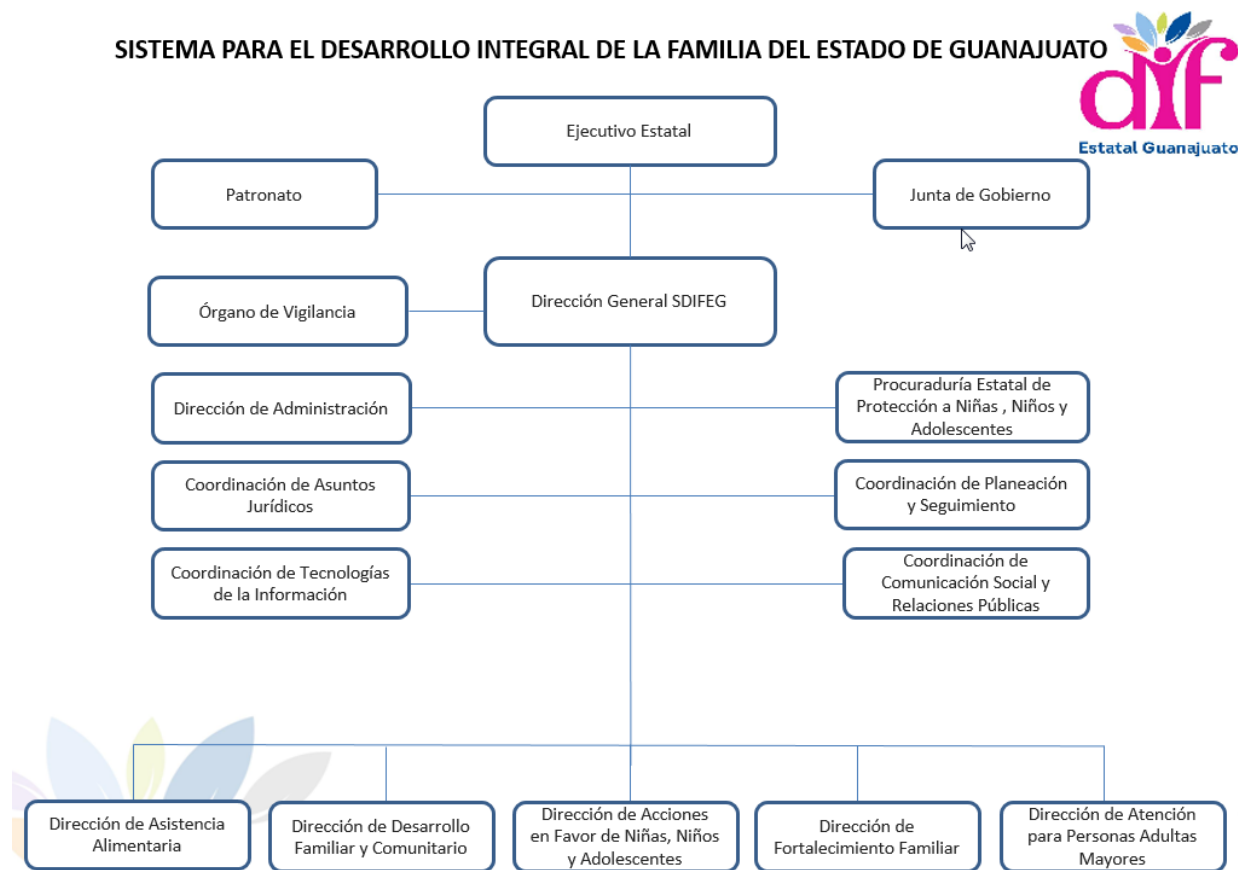 SISTEMA PARA EL DESARROLLO INTEGRAL DE LA FAMILIA DEL ESTADO DE GUANAJUATO
dif
Estatal Guanajuato
Ejecutivo Estatal
Patronato
Junta de Gobierno
Dirección General SDIFEG
Órgano de Vigilancia
Dirección de Administración
Procuraduría Estatal de
Protección a Niñas , Niños y
Adolescentes
Coordinación de Asuntos
Jurídicos
Coordinación de Planeación
y Seguimiento
Coordinación de Tecnologías
de la Información
Coordinación de
Comunicación Social y
Relaciones Públicas
Dirección de Asistencia
Alimentaria
Dirección de Desarrollo
Familiar y Comunitario
Dirección de Acciones
en Favor de Niñas, Niños
y Adolescentes
Dirección de
Fortalecimiento Familiar
Dirección de Atención
para Personas Adultas
Mayores